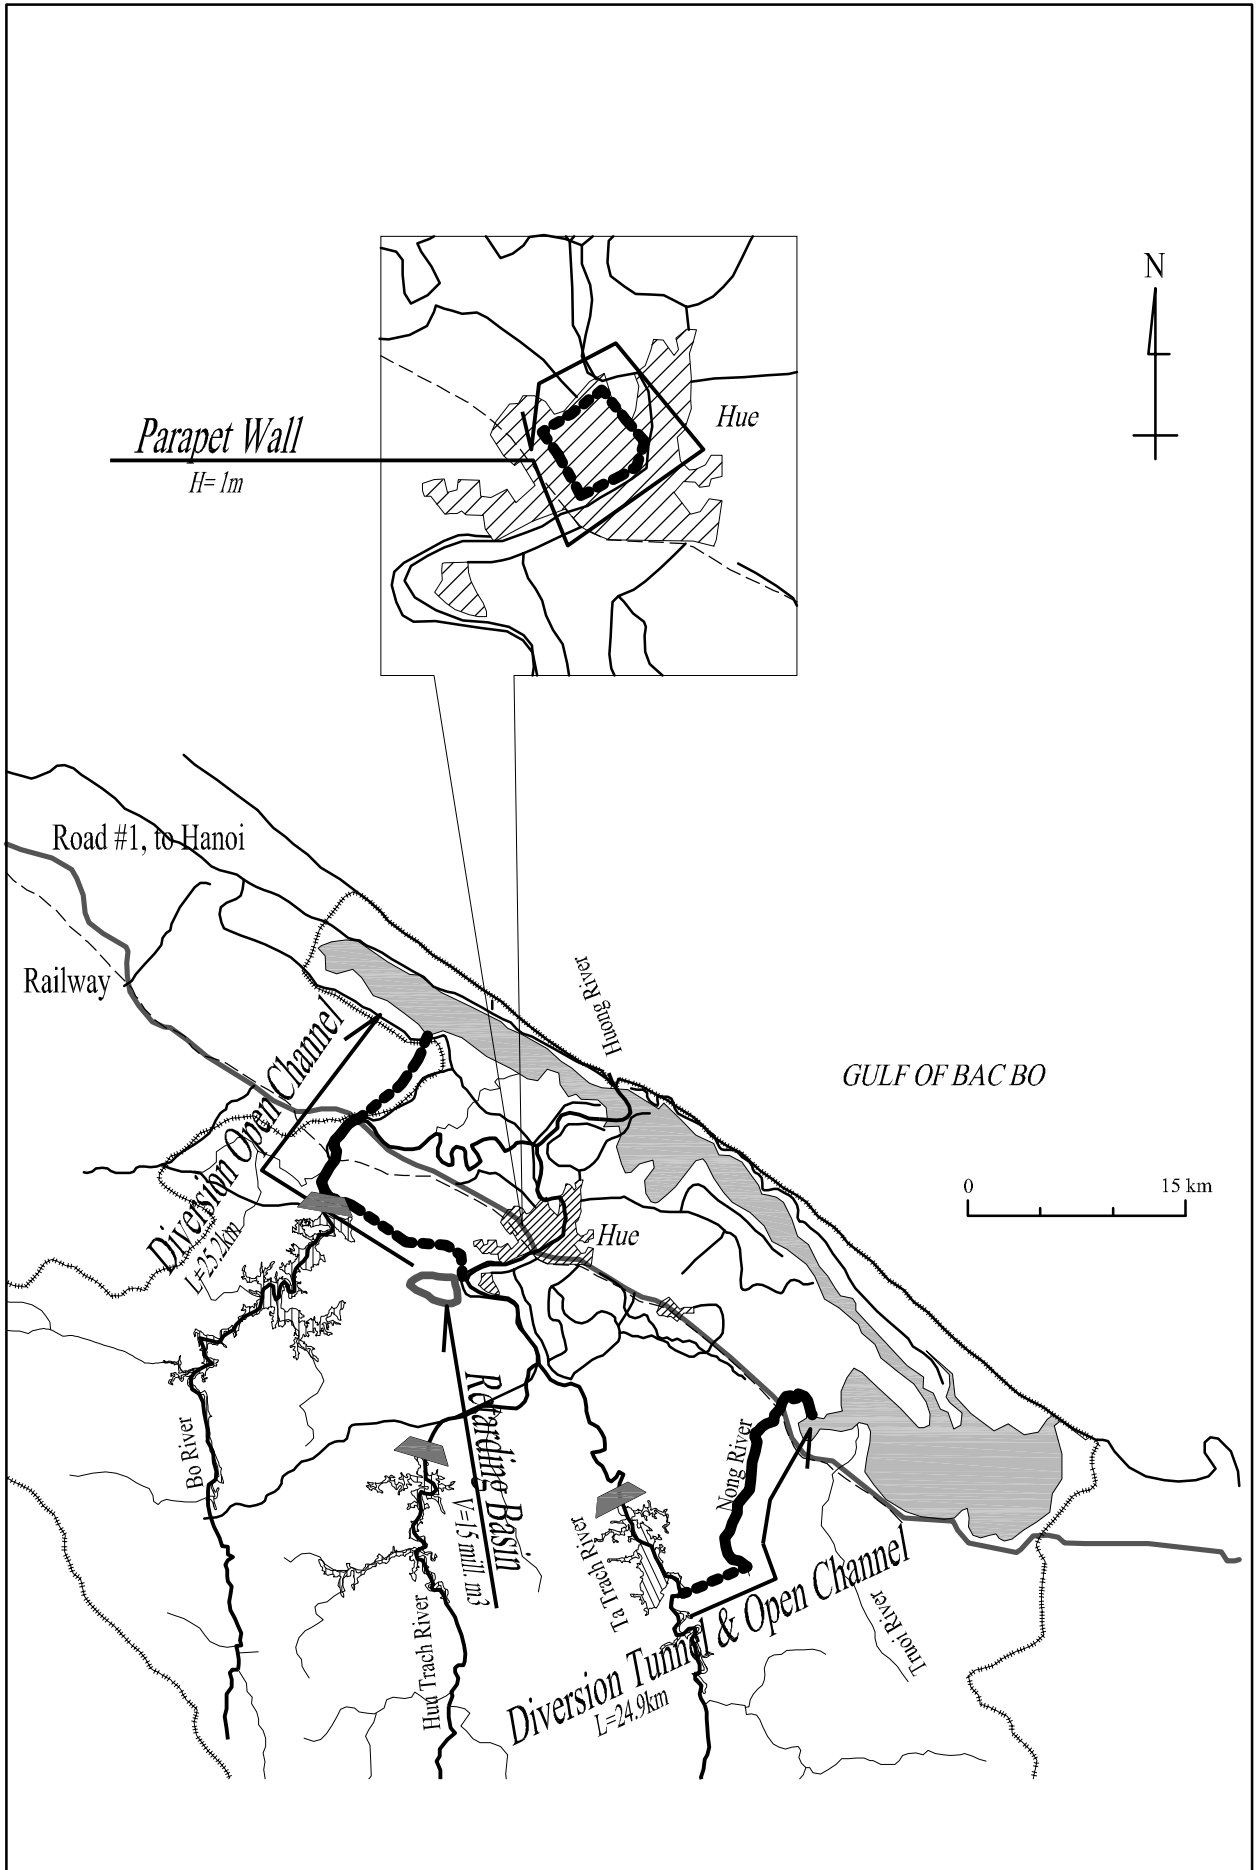 N
Hue
Parapet Wall
H= 1m
Road #1, to Hanoi
Railway
Huong River
GULF OF BAC BO
Diversion Open Channel
L=25.2km
0 15 km
Hue
Bo River
Retarding Basin
V=15 mill. m3
Nong River
Huu Trach River
Ta Trach River
Truoi River
Diversion Tunnel & Open Channel
L=24.9km